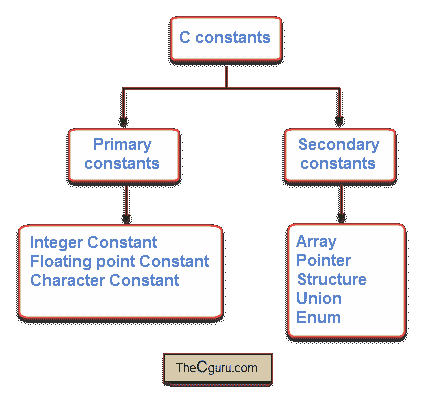 C constants
Primary
constants
Secondary
constants
Integer Constant
Floating point Constant
Character Constant
Array
Pointer
Structure
Union
Enum
TheCguru.com